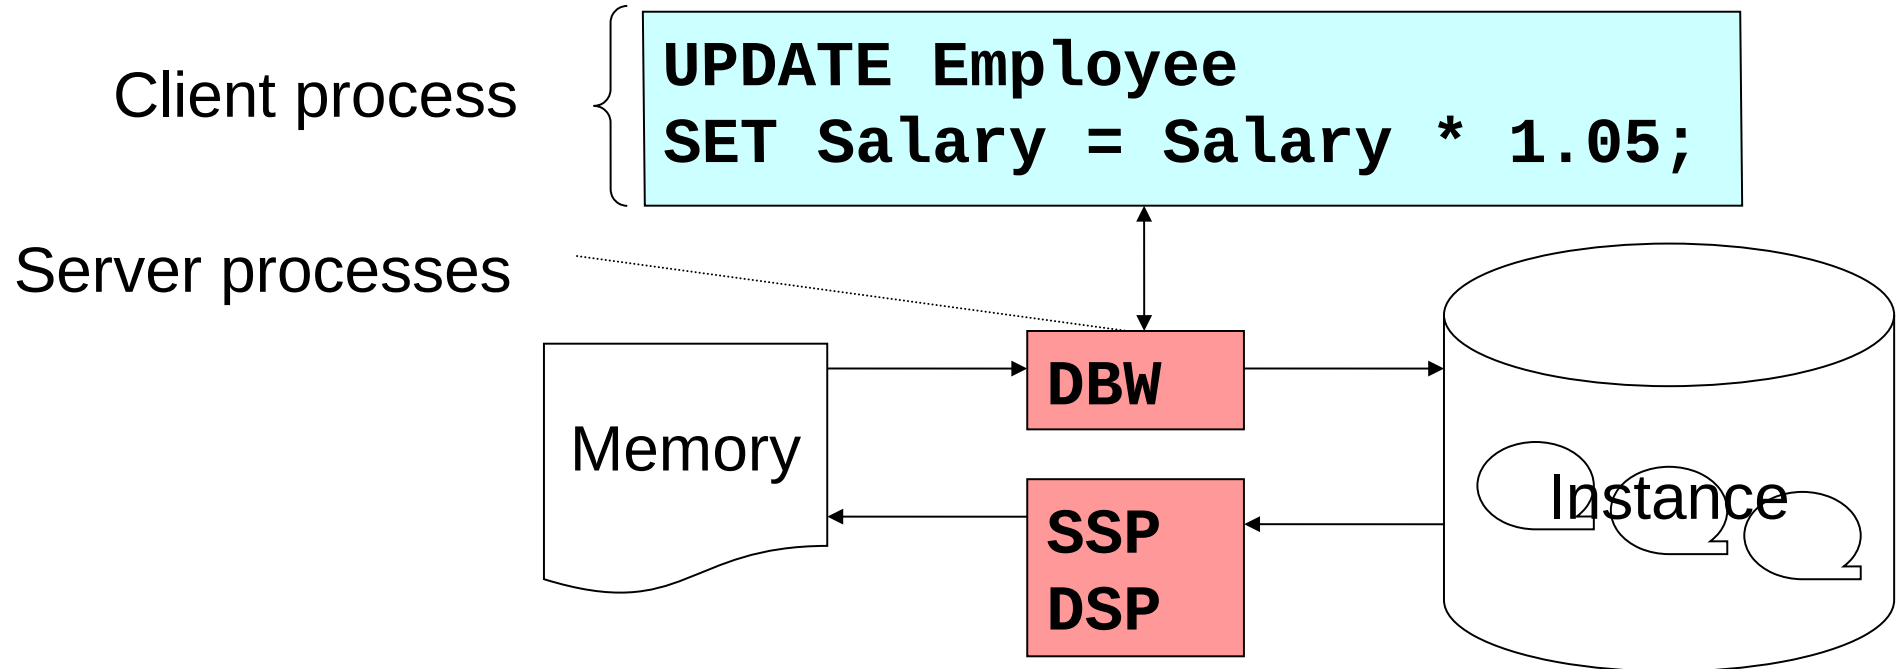 Client process
UPDATE Employee
SET Salary = Salary * 1.05;
Server processes
DBW
Memory
Instance
SSP
DSP